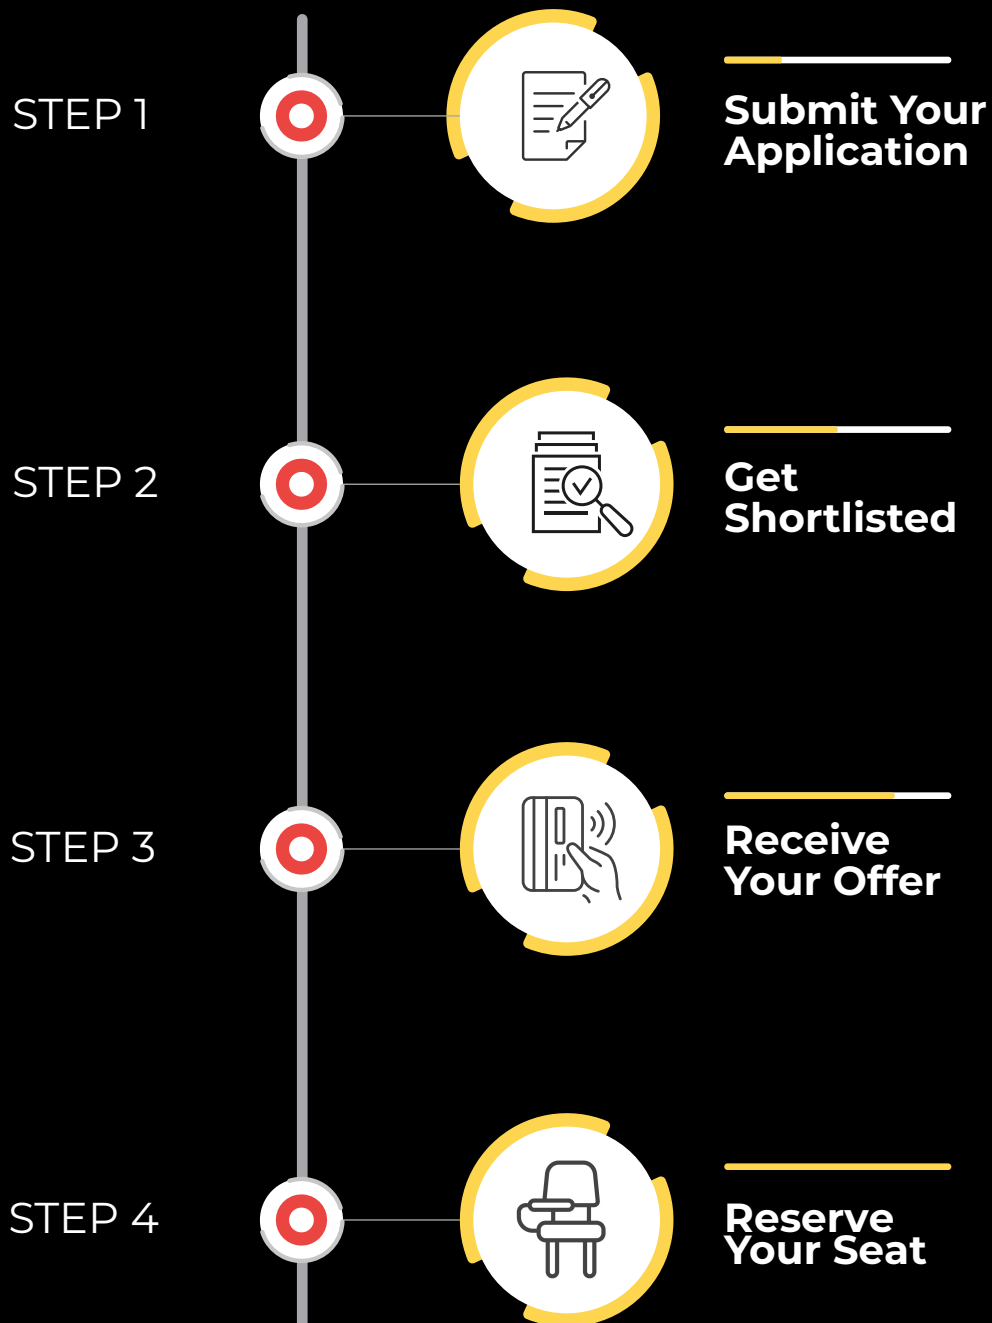 STEP 1
Submit Your
Application
STEP 2
Get
Shortlisted
STEP 3
Receive
Your Offer
STEP 4
Reserve
Your Seat